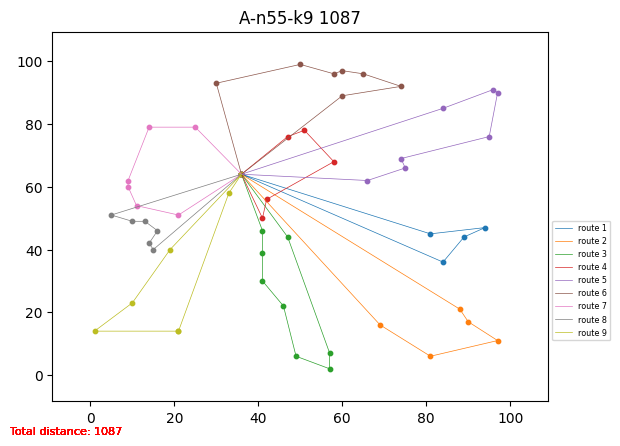 A-n55-k9 1087
100
80
60
40
20
0
0 20 40 60 80 100
route 1
route 2
route 3
route 4
route 5
route 6
route 7
route 8
route 9
Total distance: 1087